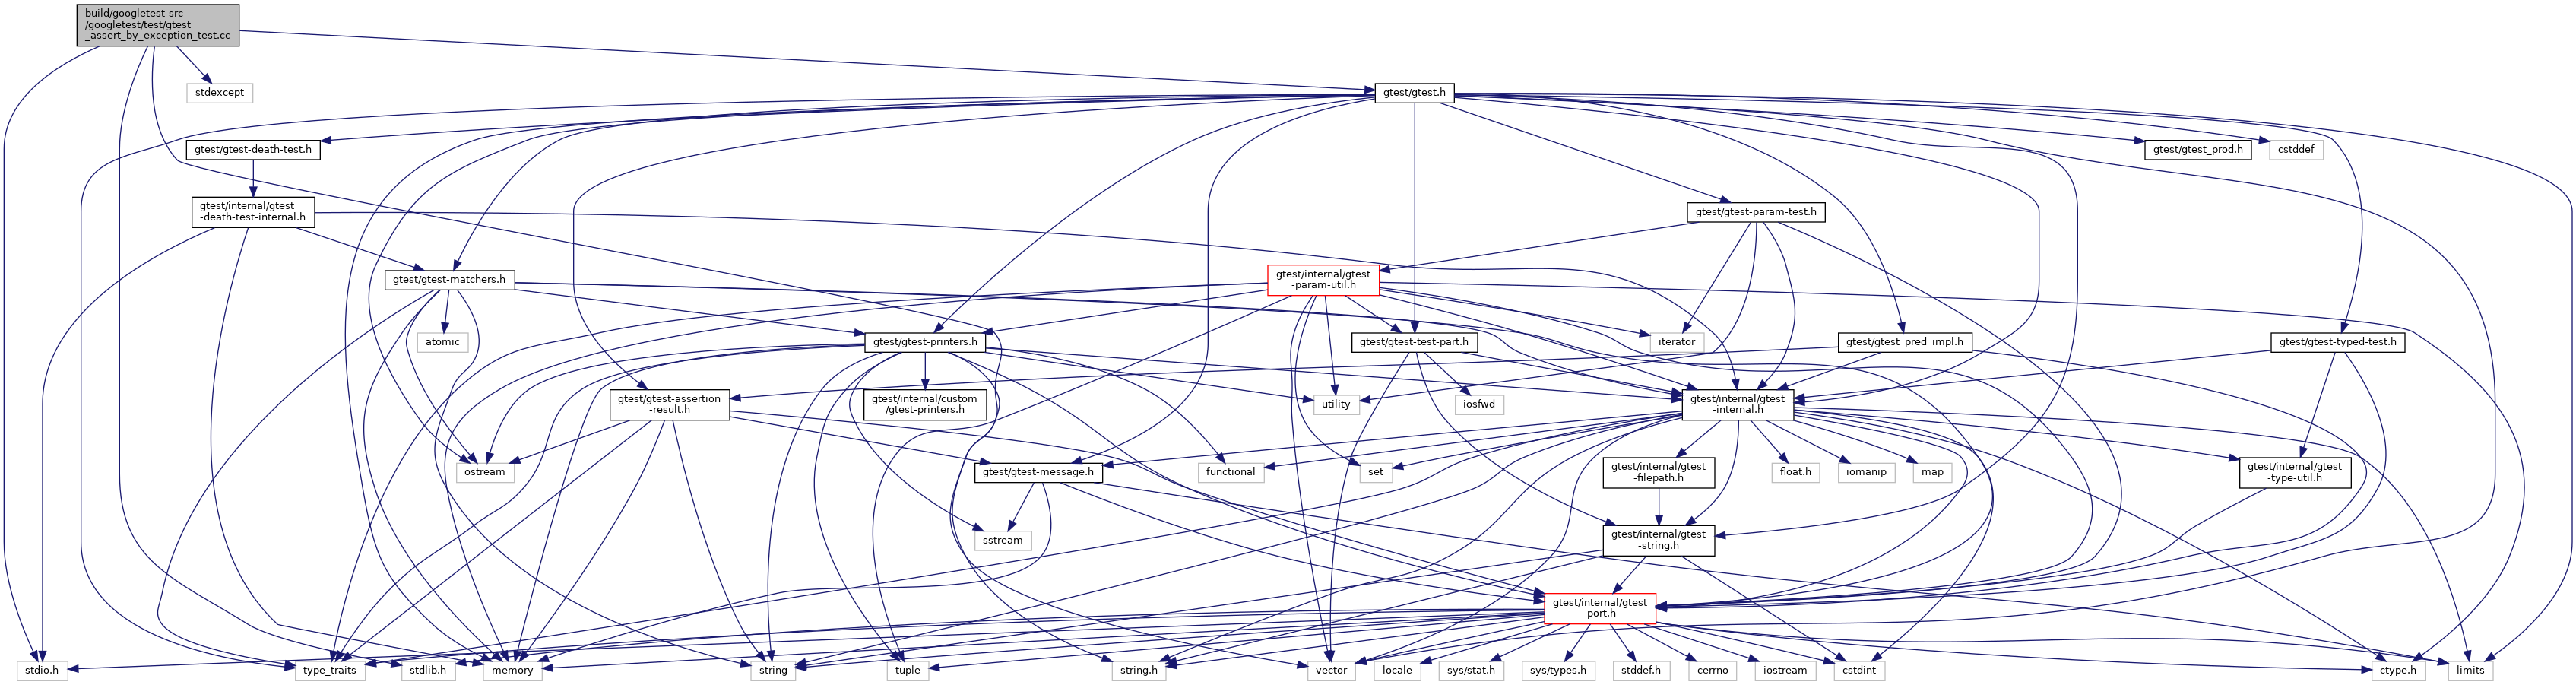 build/googletest-src
/googletest/test/gtest
_assert_by_exception_test.cc
stdexcept
gtest/gtest.h
gtest/gtest-death-test.h
gtest/gtest_prod.h
cstddef
gtest/internal/gtest
-death-test-internal.h
gtest/gtest-param-test.h
gtest/gtest-matchers.h
gtest/internal/gtest
-param-util.h
atomic
gtest/gtest-printers.h
gtest/gtest-test-part.h
iterator
gtest/gtest_pred_impl.h
gtest/gtest-typed-test.h
gtest/gtest-assertion
-result.h
gtest/internal/custom
/gtest-printers.h
utility
iosfwd
gtest/internal/gtest
-internal.h
ostream
gtest/gtest-message.h
functional
set
gtest/internal/gtest
-filepath.h
float.h
iomanip
map
gtest/internal/gtest
-type-util.h
sstream
gtest/internal/gtest
-string.h
gtest/internal/gtest
-port.h
stdio.h
type_traits
stdlib.h
memory
string
tuple
string.h
vector
locale
sys/stat.h
sys/types.h
stddef.h
cerrno
iostream
cstdint
ctype.h
limits